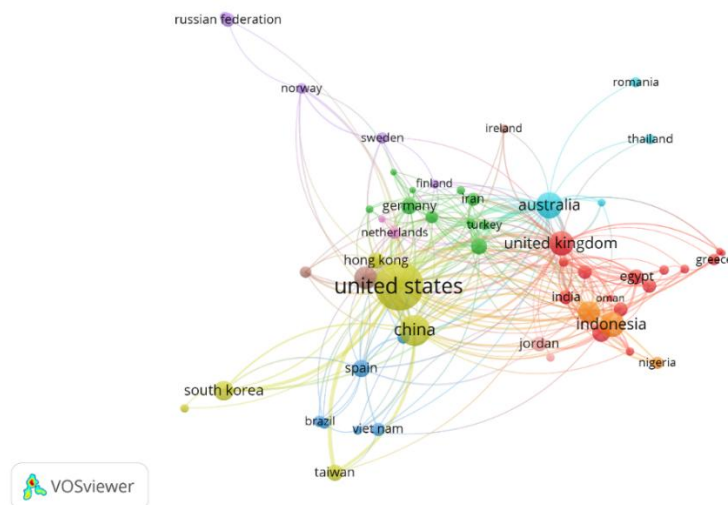 russian federation
romania
norway
ireland
sweden
thailand
finland
iran
germany
australia
turkey
netherlands
united kingdom
hong kong
greece
egypt
united states
india
oman
china
indonesia
jordan
nigeria
spain
south korea
brazil
viet nam
taiwan
VOSviewer